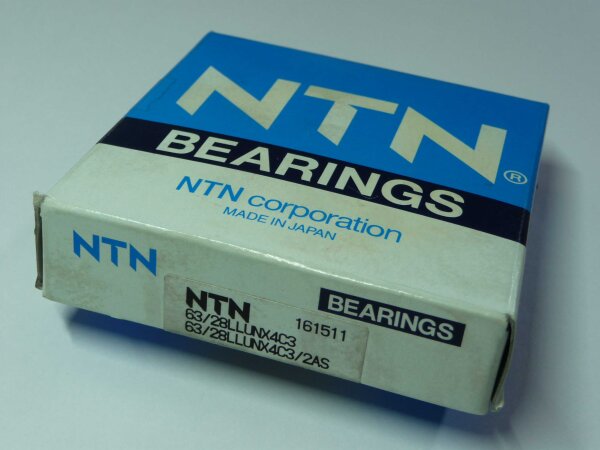 NTN®
BEARINGS
NTN corporation
MADE IN JAPAN
NTN
NTN 161511
63/28LLUNX4C3
63/28LLUNX4C3/2AS
BEARINGS